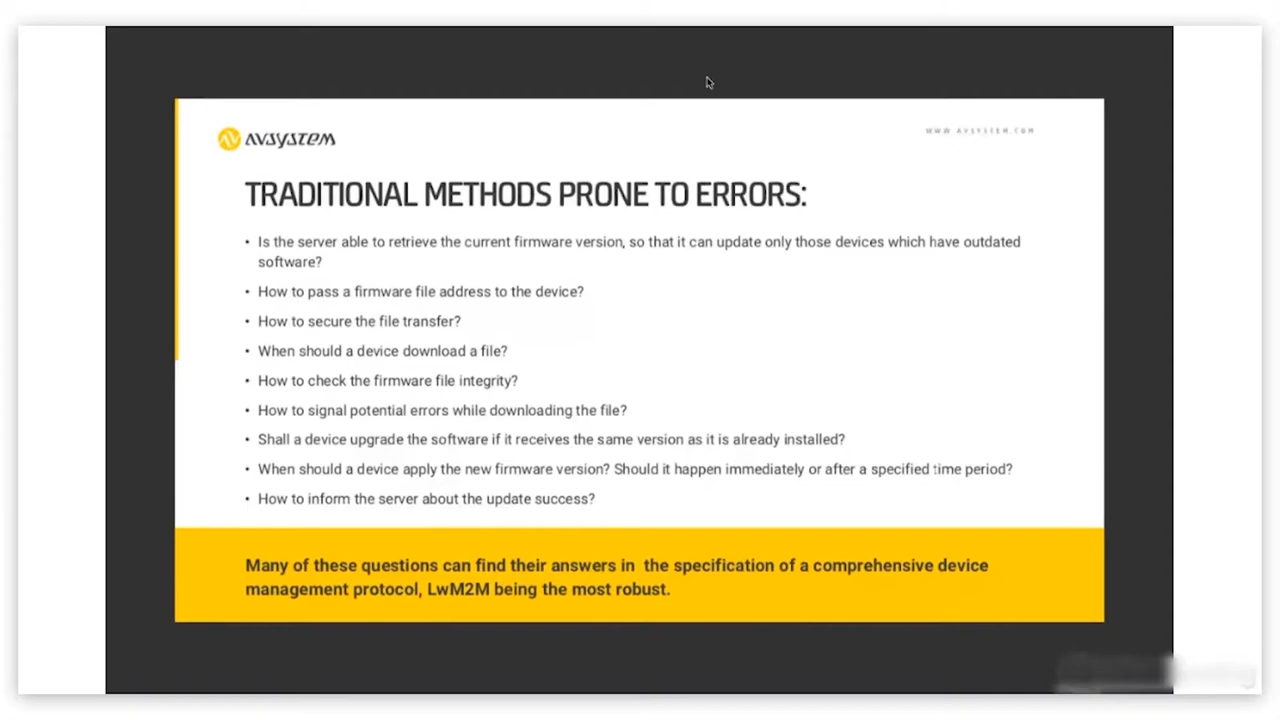 AVSYSTEM
WWW.AVSYSTEM.COM
TRADITIONAL METHODS PRONE TO ERRORS:
• Is the server able to retrieve the current firmware version, so that it can update only those devices which have outdated
software?
• How to pass a firmware file address to the device?
• How to secure the file transfer?
• When should a device download a file?
• How to check the firmware file integrity?
• How to signal potential errors while downloading the file?
• Shall a device upgrade the software if it receives the same version as it is already installed?
• When should a device apply the new firmware version? Should it happen immediately or after a specified time period?
• How to inform the server about the update success?
Many of these questions can find their answers in the specification of a comprehensive device
management protocol, LwM2M being the most robust.